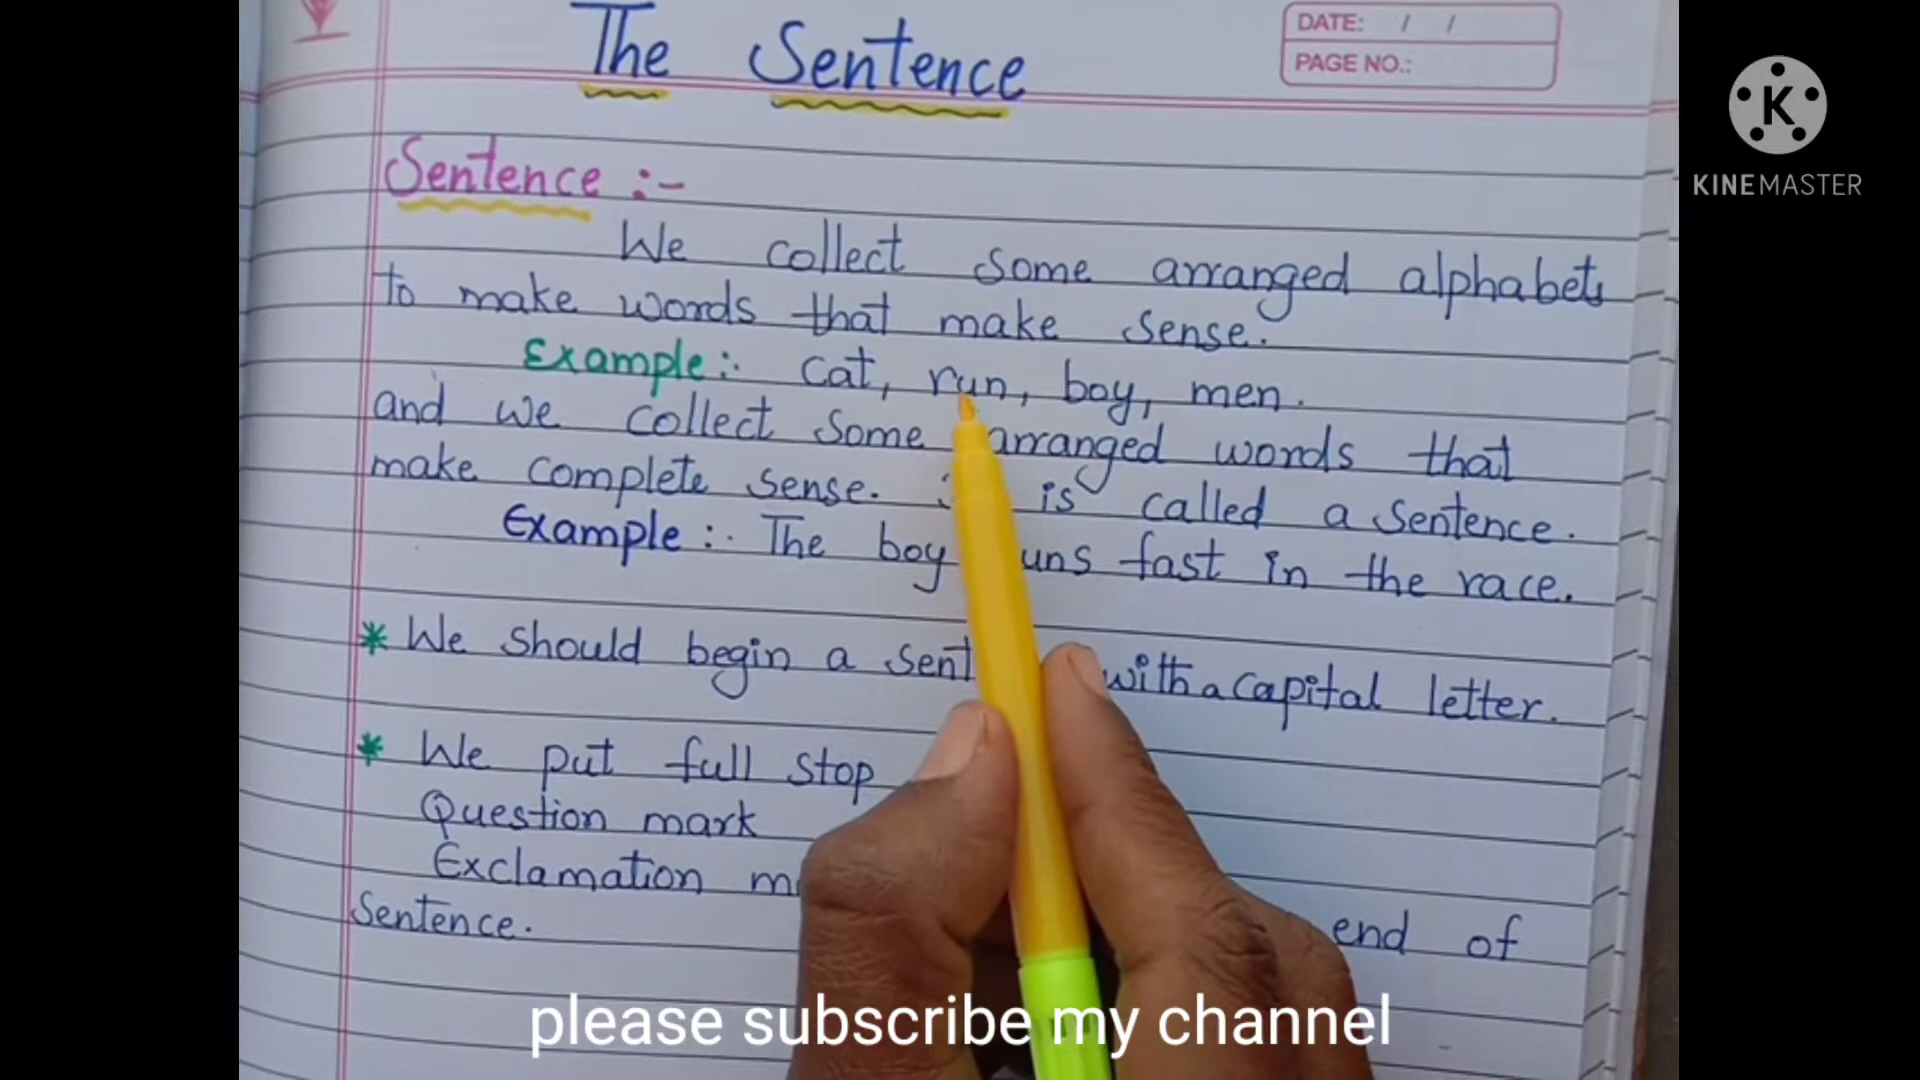 The Sentence
DATE: / /
PAGE NO.:
K
KINEMASTER
Sentence :-
We collect some arranged alphabets
to make words that make sense.
Example:- cat, run, boy, men.
and we collect some arranged words that
make complete sense. is called a sentence.
Example :- The boy uns fast in the race.
* We should begin a sent with a capital letter.
* We put full stop
Question mark
Exclamation m end of
Sentence.
please subscribe my channel